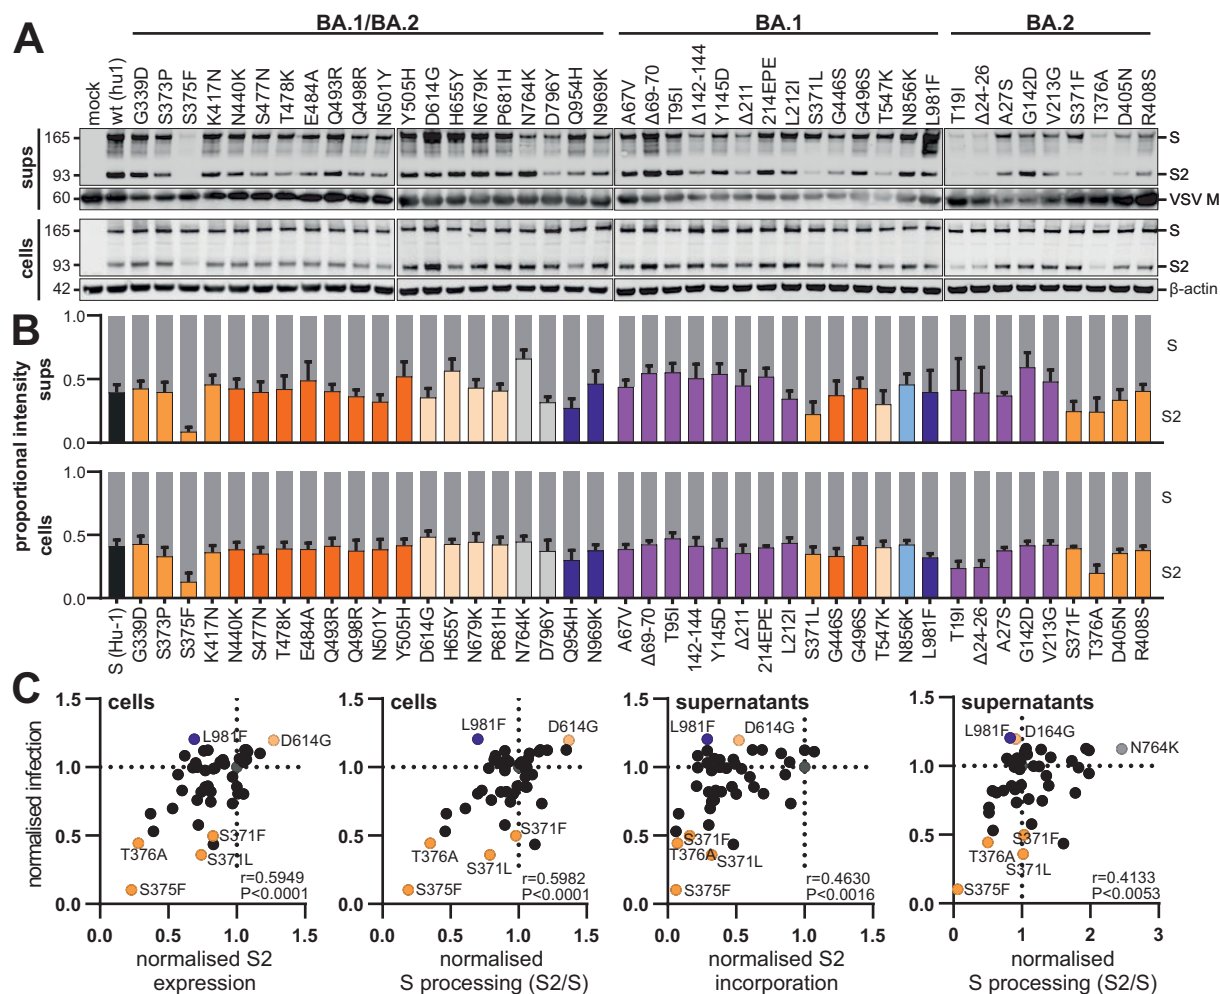 A
BA.1/BA.2
BA.1
BA.2
mock
wt (hu1)
G339D
S373P
S375F
K417N
N440K
S477N
T478K
E484A
Q493R
Q498R
N501Y
Y505H
D614G
H655Y
N679K
P681H
N764K
D796Y
Q954H
N969K
A67V
Δ69-70
T95I
Δ142-144
Y145D
Δ211
214EPE
L212I
S371L
G446S
G496S
T547K
N856K
L981F
T19I
Δ24-26
A27S
G142D
V213G
S371F
T376A
D405N
R408S
sups
165
S
93
S2
60
VSV M
cells
165
S
93
S2
42
β-actin
B
proportional intensity
sups
1.0
0.5
0.0
S
S2
cells
1.0
0.5
0.0
S
S2
S (Hu-1)
G339D
S373P
S375F
K417N
N440K
S477N
T478K
E484A
Q493R
Q498R
N501Y
Y505H
D614G
H655Y
N679K
P681H
N764K
D796Y
Q954H
N969K
A67V
Δ69-70
T95I
142-144
Y145D
Δ211
214EPE
L212I
S371L
G446S
G496S
T547K
N856K
L981F
T19I
Δ24-26
A27S
G142D
V213G
S371F
T376A
D405N
R408S
C
normalised infection
1.5
1.0
0.5
0.0
cells
L981F
D614G
S371F
T376A
S371L
S375F
r=0.5949
P<0.0001
0.0 0.5 1.0 1.5
normalised S2
expression
1.5
1.0
0.5
0.0
cells
L981F
D614G
S371F
T376A
S371L
S375F
r=0.5982
P<0.0001
0.0 0.5 1.0 1.5
normalised
S processing (S2/S)
1.5
1.0
0.5
0.0
supernatants
L981F
D614G
S371F
T376A
S371L
S375F
r=0.4630
P<0.0016
0.0 0.5 1.0 1.5
normalised S2
incorporation
1.5
1.0
0.5
0.0
supernatants
L981F
D164G
N764K
S371F
T376A
S371L
S375F
r=0.4133
P<0.0053
0 1 2 3
normalised
S processing (S2/S)